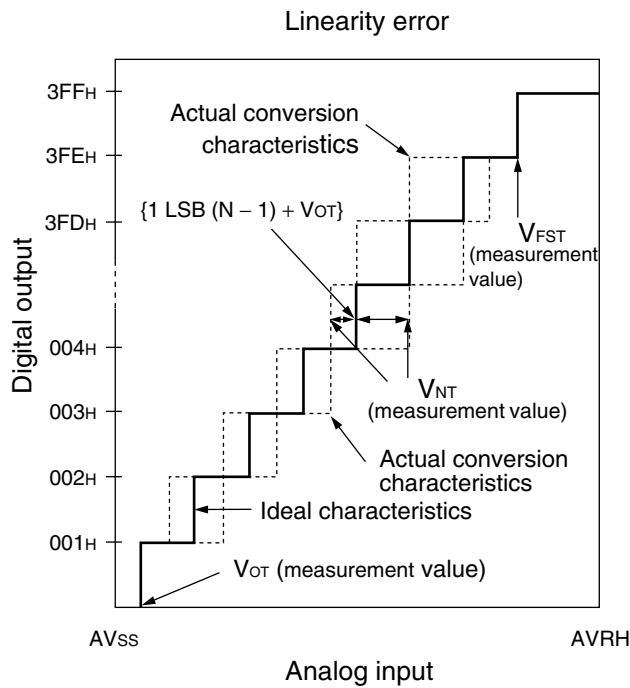 Linearity error
3FFH
3FEH
3FDH
004H
003H
002H
001H
Digital output
Actual conversion
characteristics
{1 LSB (N − 1) + VOT}
VFST
(measurement
value)
VNT
(measurement value)
Actual conversion
characteristics
Ideal characteristics
VOT (measurement value)
AVSS
AVRH
Analog input